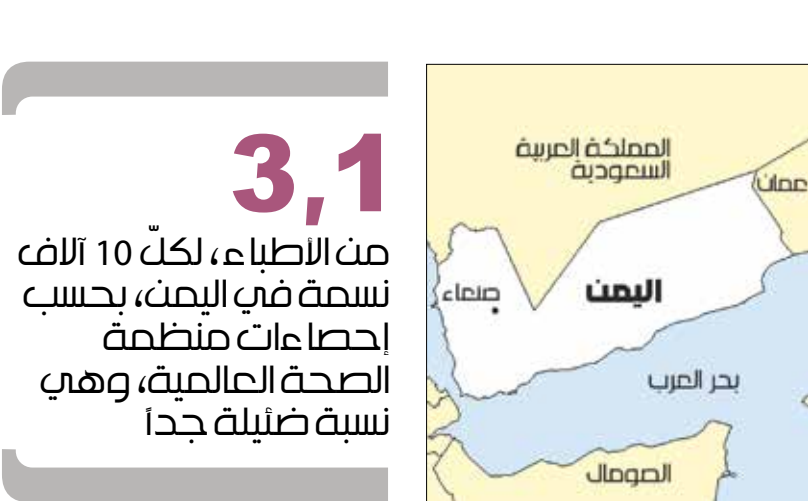 3,1
من الأطباء، لكلّ 10 آلاف
نسمة في اليمن، بحسب
إحصاءات منظمة
الصحة العالمية، وهي
نسبة ضئيلة جداً
المملكة العربية
السعودية
عمان
اليمن
صنعاء
بحر العرب
الصومال